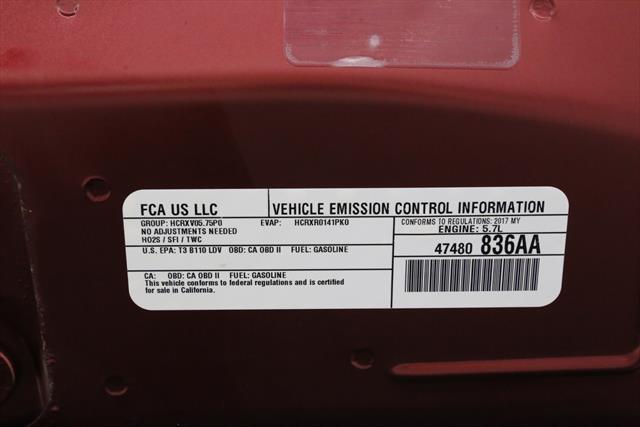 FCA US LLC
VEHICLE EMISSION CONTROL INFORMATION
GROUP: HCRXV05.75P0 EVAP: HCRXR0141PK0
NO ADJUSTMENTS NEEDED
HO2S / SFI / TWC
CONFORMS TO REGULATIONS: 2017 MY
ENGINE: 5.7L
U.S. EPA: T3 B110 LDV OBD: CA OBD II FUEL: GASOLINE
47480 836AA
CA: OBD: CA OBD II FUEL: GASOLINE
This vehicle conforms to federal regulations and is certified
for sale in California.